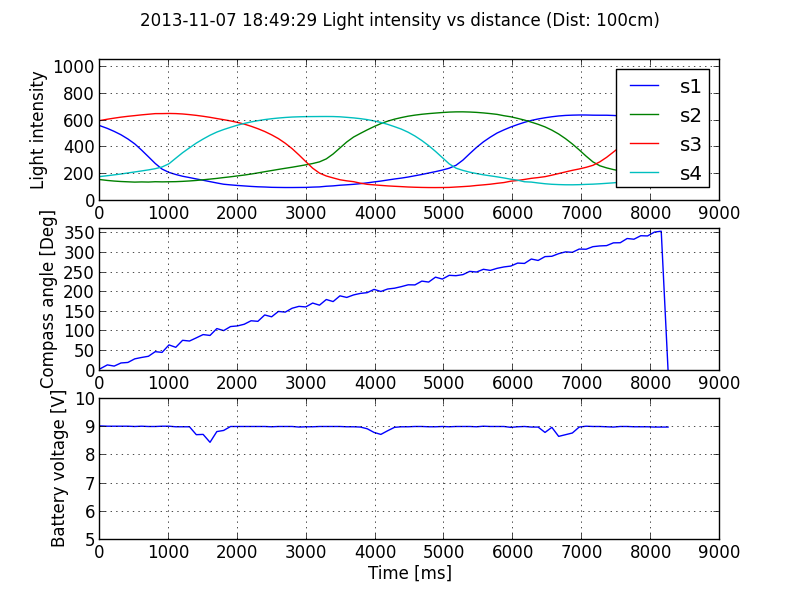 2013-11-07 18:49:29 Light intensity vs distance (Dist: 100cm)
Light intensity
1000
800
600
400
200
0
s1
s2
s3
s4
0 1000 2000 3000 4000 5000 6000 7000 8000 9000
Compass angle [Deg]
350
300
250
200
150
100
50
0
0 1000 2000 3000 4000 5000 6000 7000 8000 9000
Battery voltage [V]
10
9
8
7
6
5
0 1000 2000 3000 4000 5000 6000 7000 8000 9000
Time [ms]